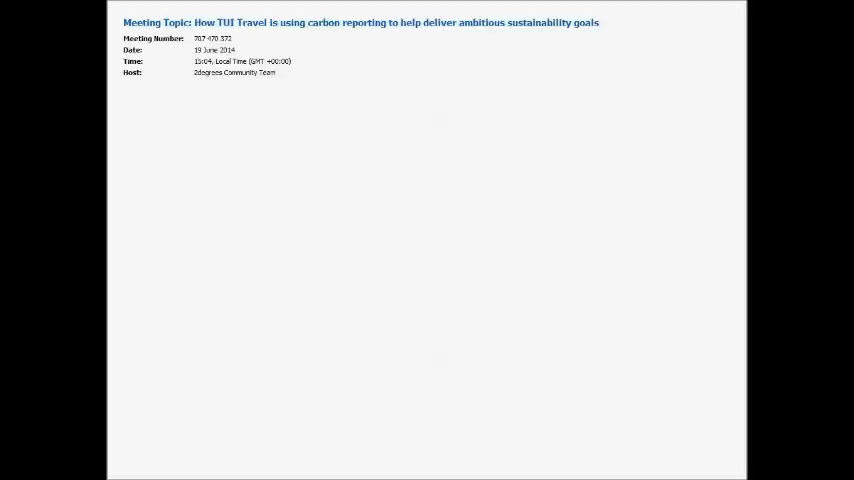 Meeting Topic: How TUI Travel is using carbon reporting to help deliver ambitious sustainability goals
Meeting Number: 707 470 372
Date: 19 June 2014
Time: 15:04, Local Time (GMT +00:00)
Host: 2degrees Community Team